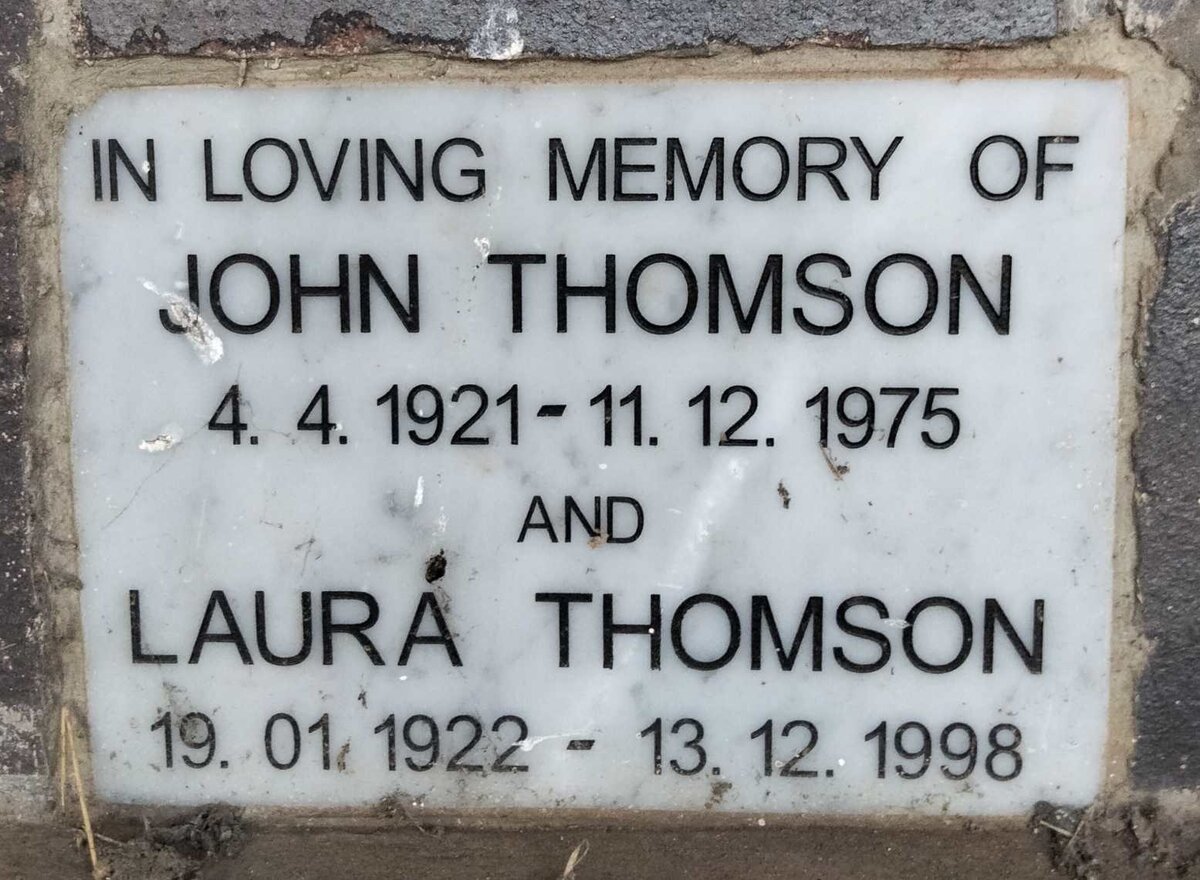 IN LOVING MEMORY OF
JOHN THOMSON
4. 4. 1921 - 11. 12. 1975
AND
LAURA THOMSON
19. 01. 1922 - 13. 12. 1998